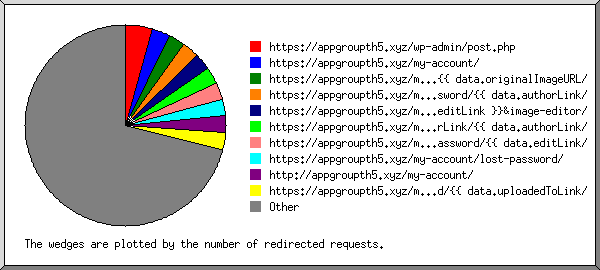 https://appgroupth5.xyz/wp-admin/post.php
https://appgroupth5.xyz/my-account/
https://appgroupth5.xyz/m...{{ data.originalImageURL/
https://appgroupth5.xyz/m...sword/{{ data.authorLink/
https://appgroupth5.xyz/m...editLink }}&image-editor/
https://appgroupth5.xyz/m...rLink/{{ data.authorLink/
https://appgroupth5.xyz/m...assword/{{ data.editLink/
https://appgroupth5.xyz/my-account/lost-password/
http://appgroupth5.xyz/my-account/
https://appgroupth5.xyz/m...d/{{ data.uploadedToLink/
Other
The wedges are plotted by the number of redirected requests.